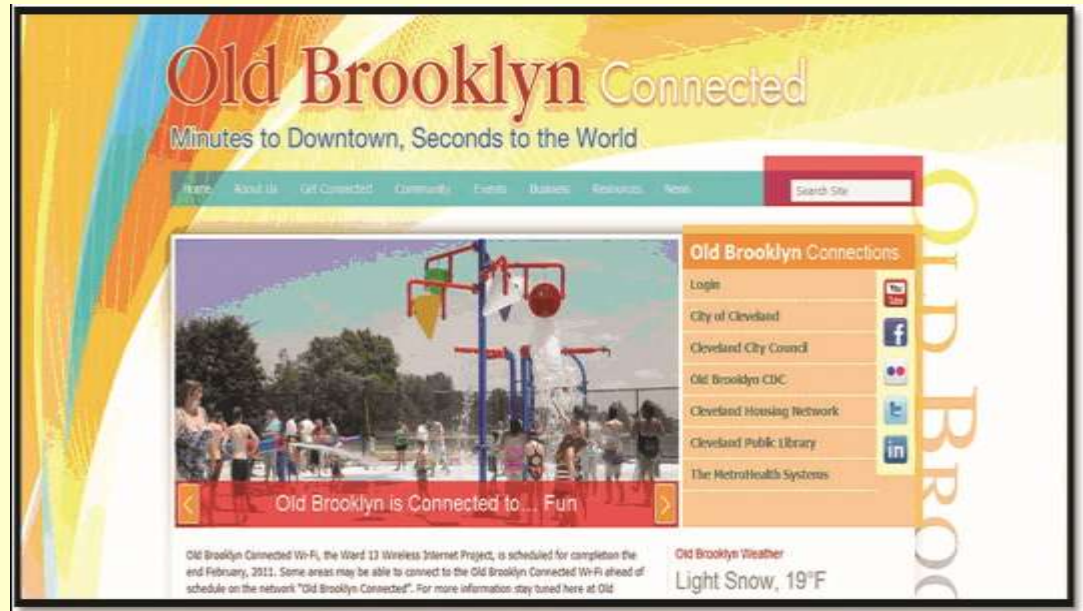 Old Brooklyn Connected
Minutes to Downtown, Seconds to the World
Home About Us Get Connected Community Events Business Resources News
Search Site
Old Brooklyn Connections
Login
City of Cleveland
Cleveland City Council
Old Brooklyn CDC
Cleveland Housing Network
Cleveland Public Library
The MetroHealth Systems
You Tube
f
t
in
Old Brooklyn is Connected to... Fun
Old Brooklyn Connected Wi-Fi, the Ward 13 Wireless Internet Project, is scheduled for completion the
end February, 2011. Some areas may be able to connect to the Old Brooklyn Connected Wi-Fi ahead of
schedule on the network "Old Brooklyn Connected". For more information stay tuned here at Old
Old Brooklyn Weather
Light Snow, 19°F
OLD BROO